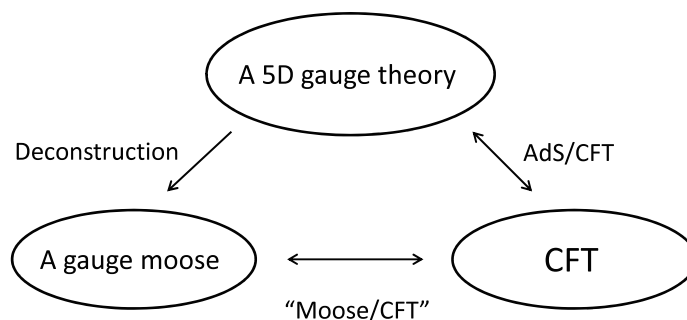 A 5D gauge theory
Deconstruction
AdS/CFT
A gauge moose
CFT
“Moose/CFT”